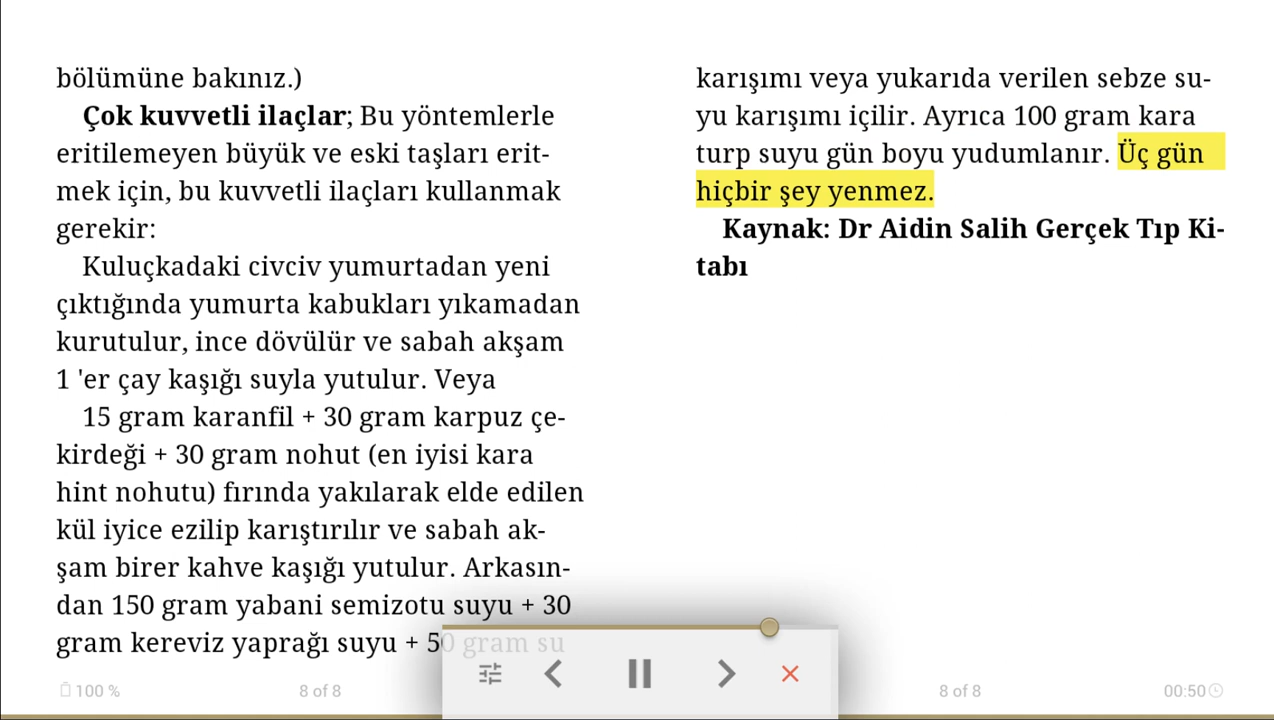 bölümüne bakınız.)
Çok kuvvetli ilaçlar; Bu yöntemlerle
eritilemeyen büyük ve eski taşları erit-
mek için, bu kuvvetli ilaçları kullanmak
gerekir:
Kuluçkadaki civciv yumurtadan yeni
çıktığında yumurta kabukları yıkamadan
kurutulur, ince dövülür ve sabah akşam
1 'er çay kaşığı suyla yutulur. Veya
15 gram karanfil + 30 gram karpuz çe-
kirdeği + 30 gram nohut (en iyisi kara
hint nohutu) fırında yakılarak elde edilen
kül iyice ezilip karıştırılır ve sabah ak-
şam birer kahve kaşığı yutulur. Arkasın-
dan 150 gram yabani semizotu suyu + 30
gram kereviz yaprağı suyu + 50 gram su
karışımı veya yukarıda verilen sebze su-
yu karışımı içilir. Ayrıca 100 gram kara
turp suyu gün boyu yudumlanır. Üç gün
hiçbir şey yenmez.
Kaynak: Dr Aidin Salih Gerçek Tıp Ki-
tabı
100 %
8 of 8
8 of 8
00:50